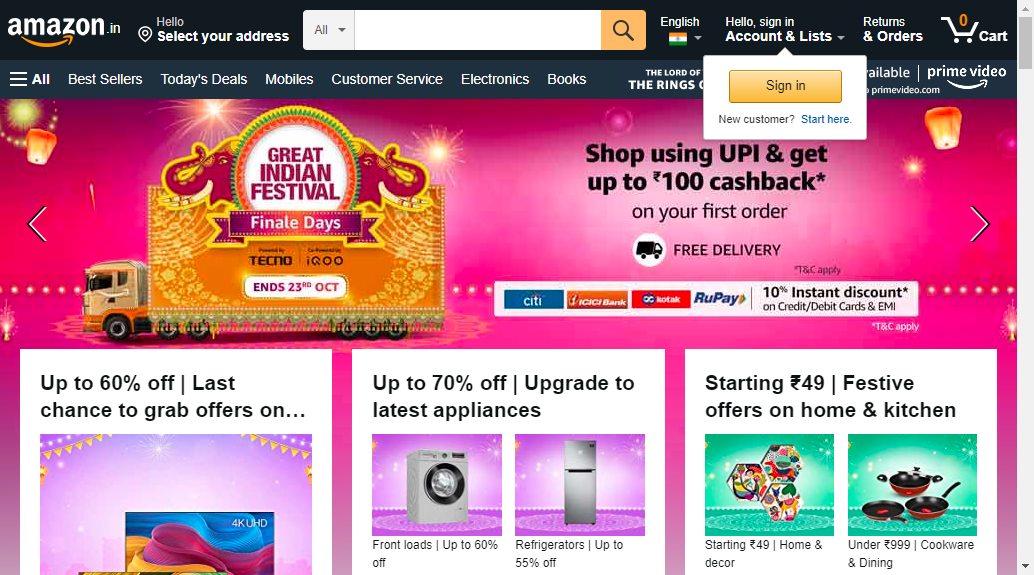 amazon.in
Hello
Select your address
All
English
Hello, sign in
Account & Lists
Returns
& Orders
0
Cart
All
Best Sellers
Today's Deals
Mobiles
Customer Service
Electronics
Books
THE LORD OF
THE RINGS
prime video
primevideo.com
Sign in
New customer? Start here.
GREAT
INDIAN
FESTIVAL
Finale Days
Powered by
TECNO
Co-Powered by
iQOO
ENDS 23RD OCT
Shop using UPI & get
up to ₹100 cashback*
on your first order
FREE DELIVERY
*T&C apply
citi
ICICI Bank
kotak
RuPay
10% Instant discount*
on Credit/Debit Cards & EMI
*T&C apply
Up to 60% off | Last
chance to grab offers on…
4K UHD
Up to 70% off | Upgrade to
latest appliances
Front loads | Up to 60%
off
Refrigerators | Up to
55% off
Starting ₹49 | Festive
offers on home & kitchen
Starting ₹49 | Home &
decor
Under ₹999 | Cookware
& Dining